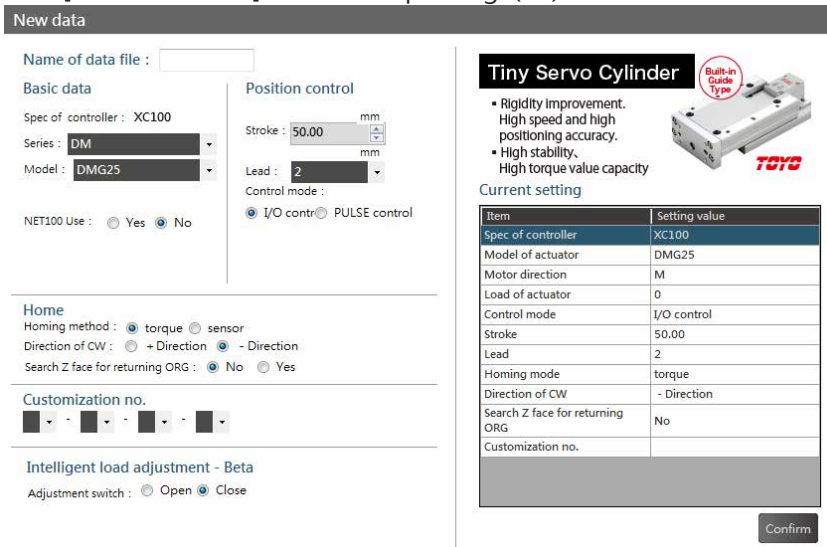 New data
Name of data file :
Basic data
Spec of controller : XC100
Series : DM
Model : DMG25
NET100 Use : Yes No
Position control
mm
Stroke : 50.00
mm
Lead : 2
Control mode :
I/O contr PULSE control
Home
Homing method : torque sensor
Direction of CW : + Direction - Direction
Search Z face for returning ORG : No Yes
Customization no.
- - -
Intelligent load adjustment - Beta
Adjustment switch : Open Close
Tiny Servo Cylinder
Built-in
Guide
Type
▪ Rigidity improvement.
High speed and high
positioning accuracy.
▪ High stability、
High torque value capacity
TOYO
Current setting
Item Setting value
Spec of controller XC100
Model of actuator DMG25
Motor direction M
Load of actuator 0
Control mode I/O control
Stroke 50.00
Lead 2
Homing mode torque
Direction of CW - Direction
Search Z face for returning
ORG No
Customization no.
Confirm